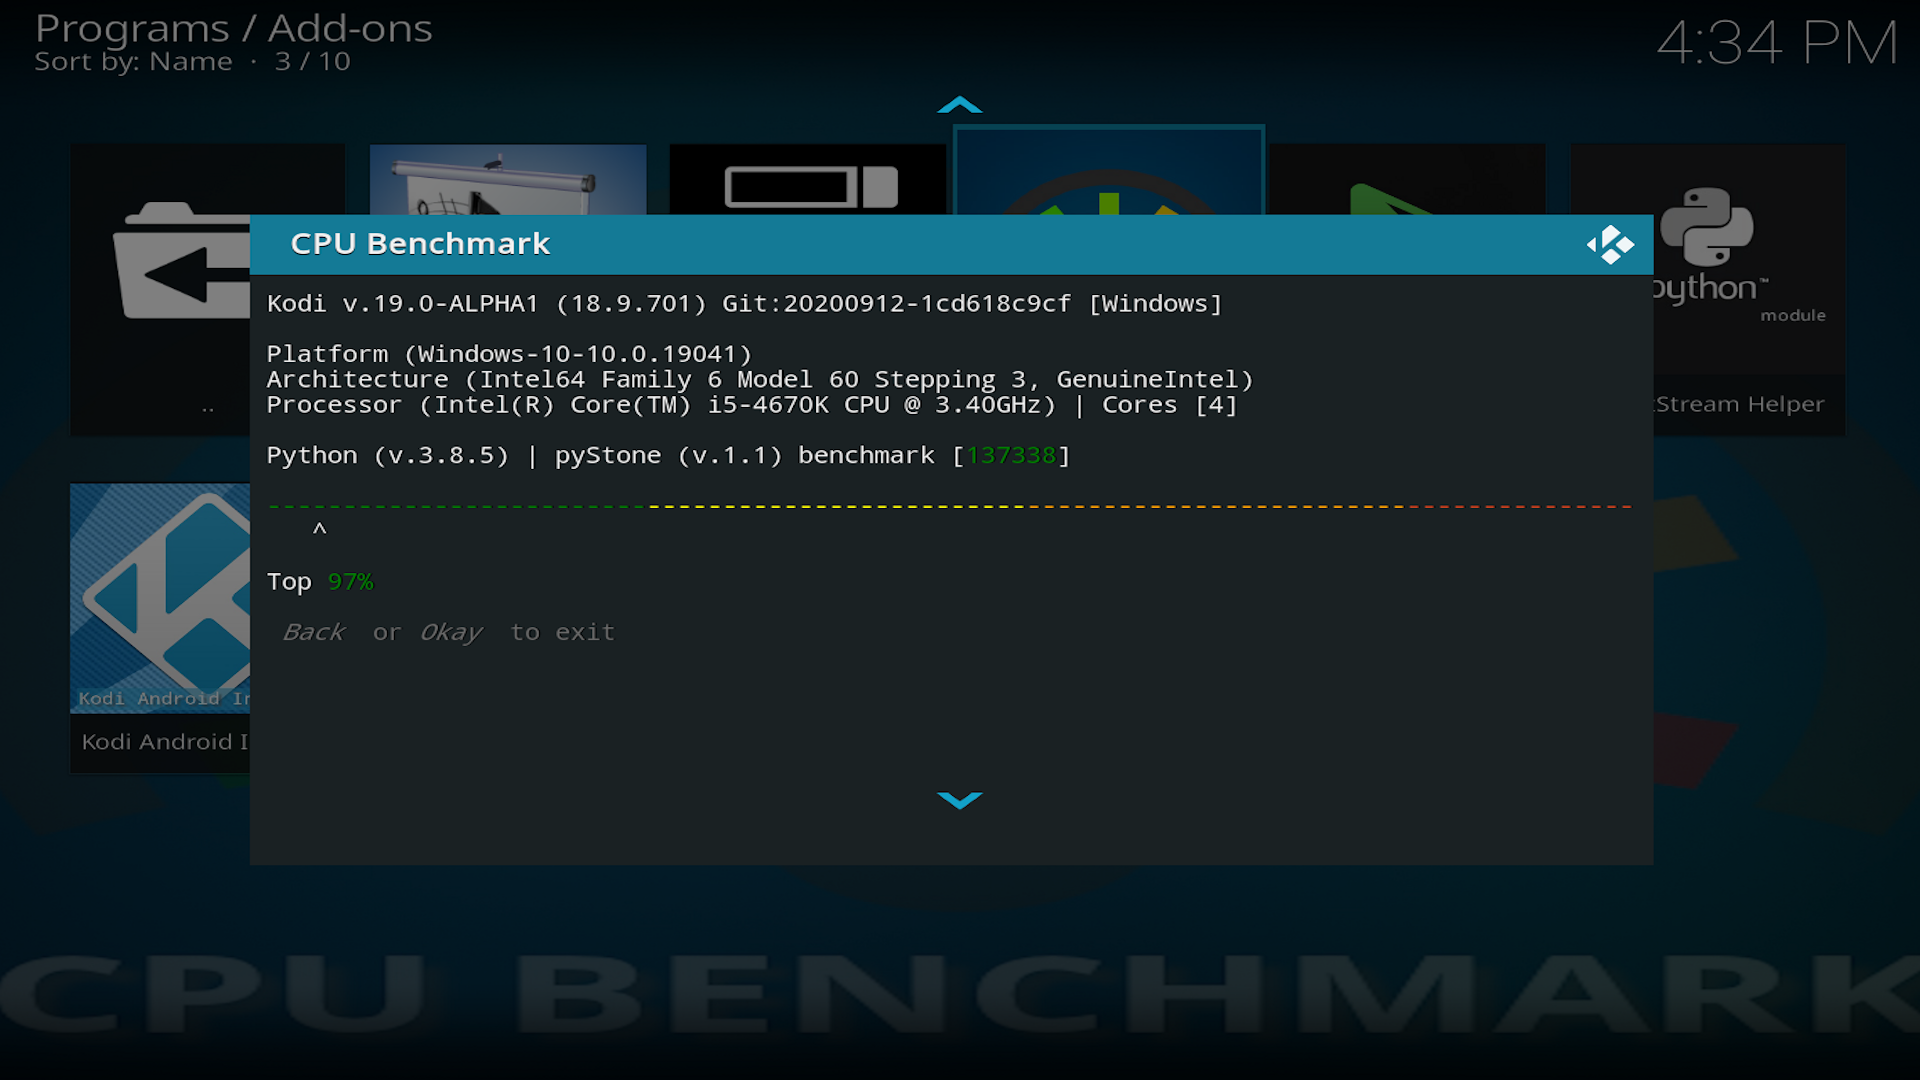 Programs / Add-ons
Sort by: Name · 3 / 10
4:34 PM
CPU Benchmark
Kodi v.19.0-ALPHA1 (18.9.701) Git:20200912-1cd618c9cf [Windows]
Platform (Windows-10-10.0.19041)
Architecture (Intel64 Family 6 Model 60 Stepping 3, GenuineIntel)
Processor (Intel(R) Core(TM) i5-4670K CPU @ 3.40GHz) | Cores [4]
Python (v.3.8.5) | pyStone (v.1.1) benchmark [137338]
^
Top 97%
Back or Okay to exit
..
python™
module
Stream Helper
Kodi Android
Kodi Android
CPU BENCHMARK